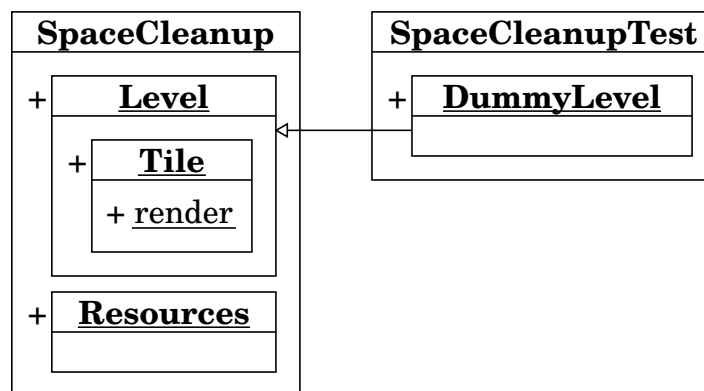 SpaceCleanup
+ Level
+ Tile
+ render
+ Resources
SpaceCleanupTest
+ DummyLevel